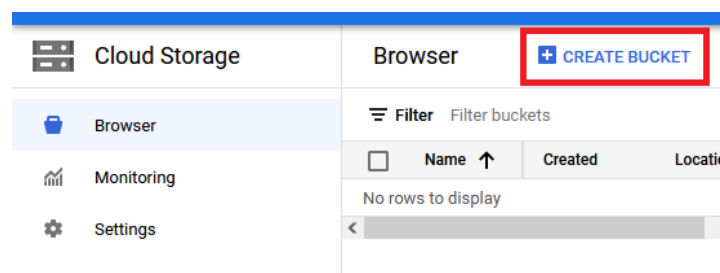 Cloud Storage
Browser
Monitoring
Settings
Browser
CREATE BUCKET
Filter Filter buckets
Name Created
No rows to display